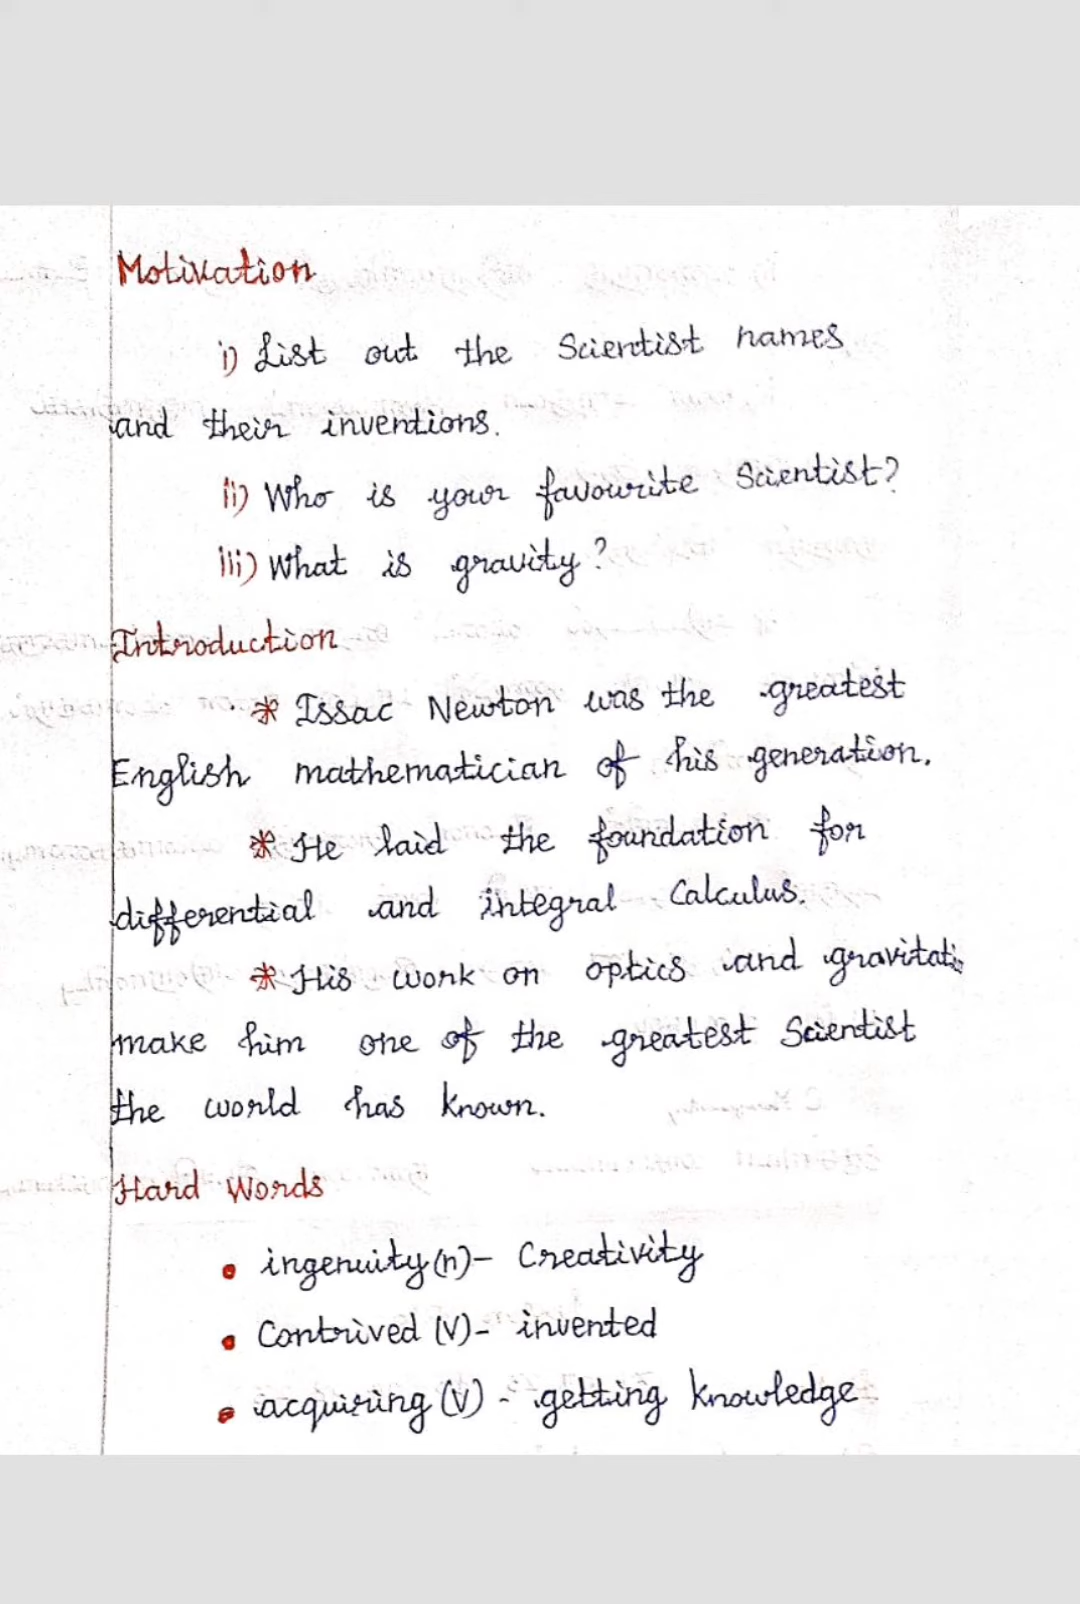 Motivation
i) List out the Scientist names
and their inventions.
ii) Who is your favourite Scientist?
iii) What is gravity?
Introduction
* Issac Newton was the greatest
English mathematician of his generation.
* He laid the foundation for
differential and integral Calculus.
* His work on optics and gravitati
make him one of the greatest Scientist
the world has known.
Hard Words
• ingenuity (n) - Creativity
• Contrived (V) - invented
• acquiring (V) - getting knowledge